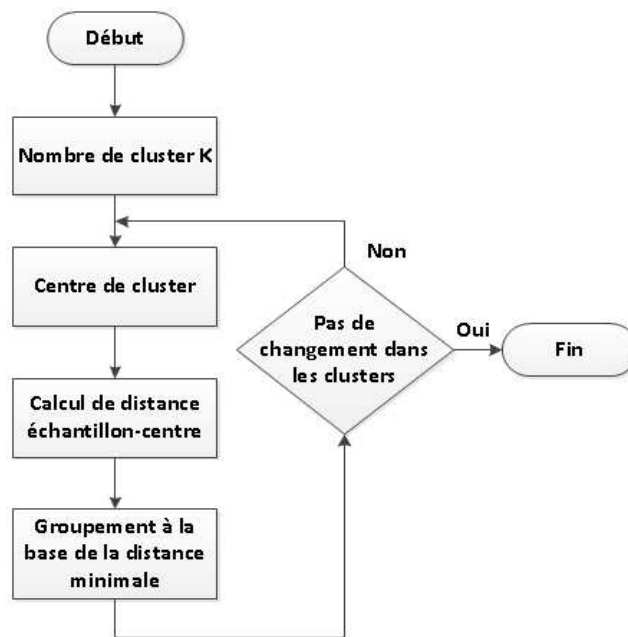 Début
Nombre de cluster K
Centre de cluster
Calcul de distance
échantillon-centre
Groupement à la
base de la distance
minimale
Non
Pas de
changement dans
les clusters
Oui
Fin